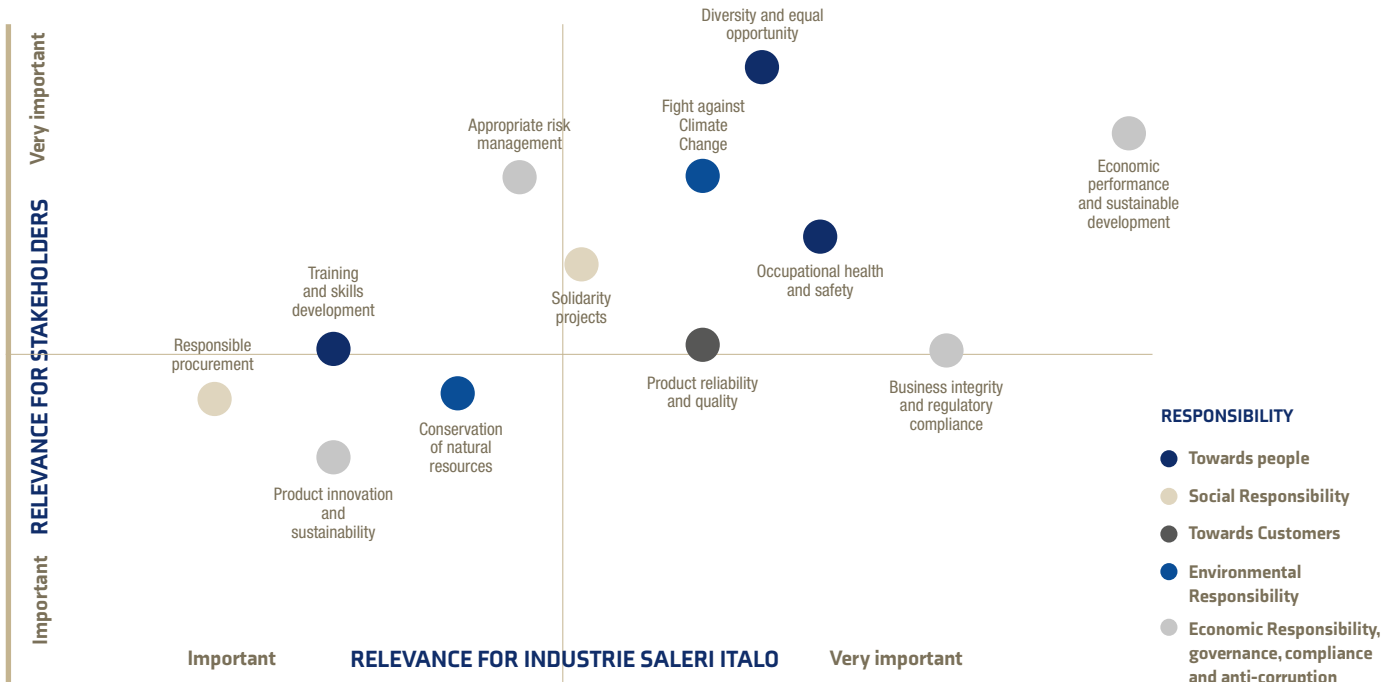 Diversity and equal
opportunity
Very important
Fight against
Climate
Change
Appropriate risk
management
Economic
performance
and sustainable
development
RELEVANCE FOR STAKEHOLDERS
Training
and skills
development
Occupational health
and safety
Solidarity
projects
Responsible
procurement
Product reliability
and quality
Business integrity
and regulatory
compliance
Conservation
of natural
resources
Product innovation
and
sustainability
Important
RESPONSIBILITY
Towards people
Social Responsibility
Towards Customers
Environmental
Responsibility
Economic Responsibility,
governance, compliance
and anti-corruption
Important
RELEVANCE FOR INDUSTRIE SALERI ITALO
Very important